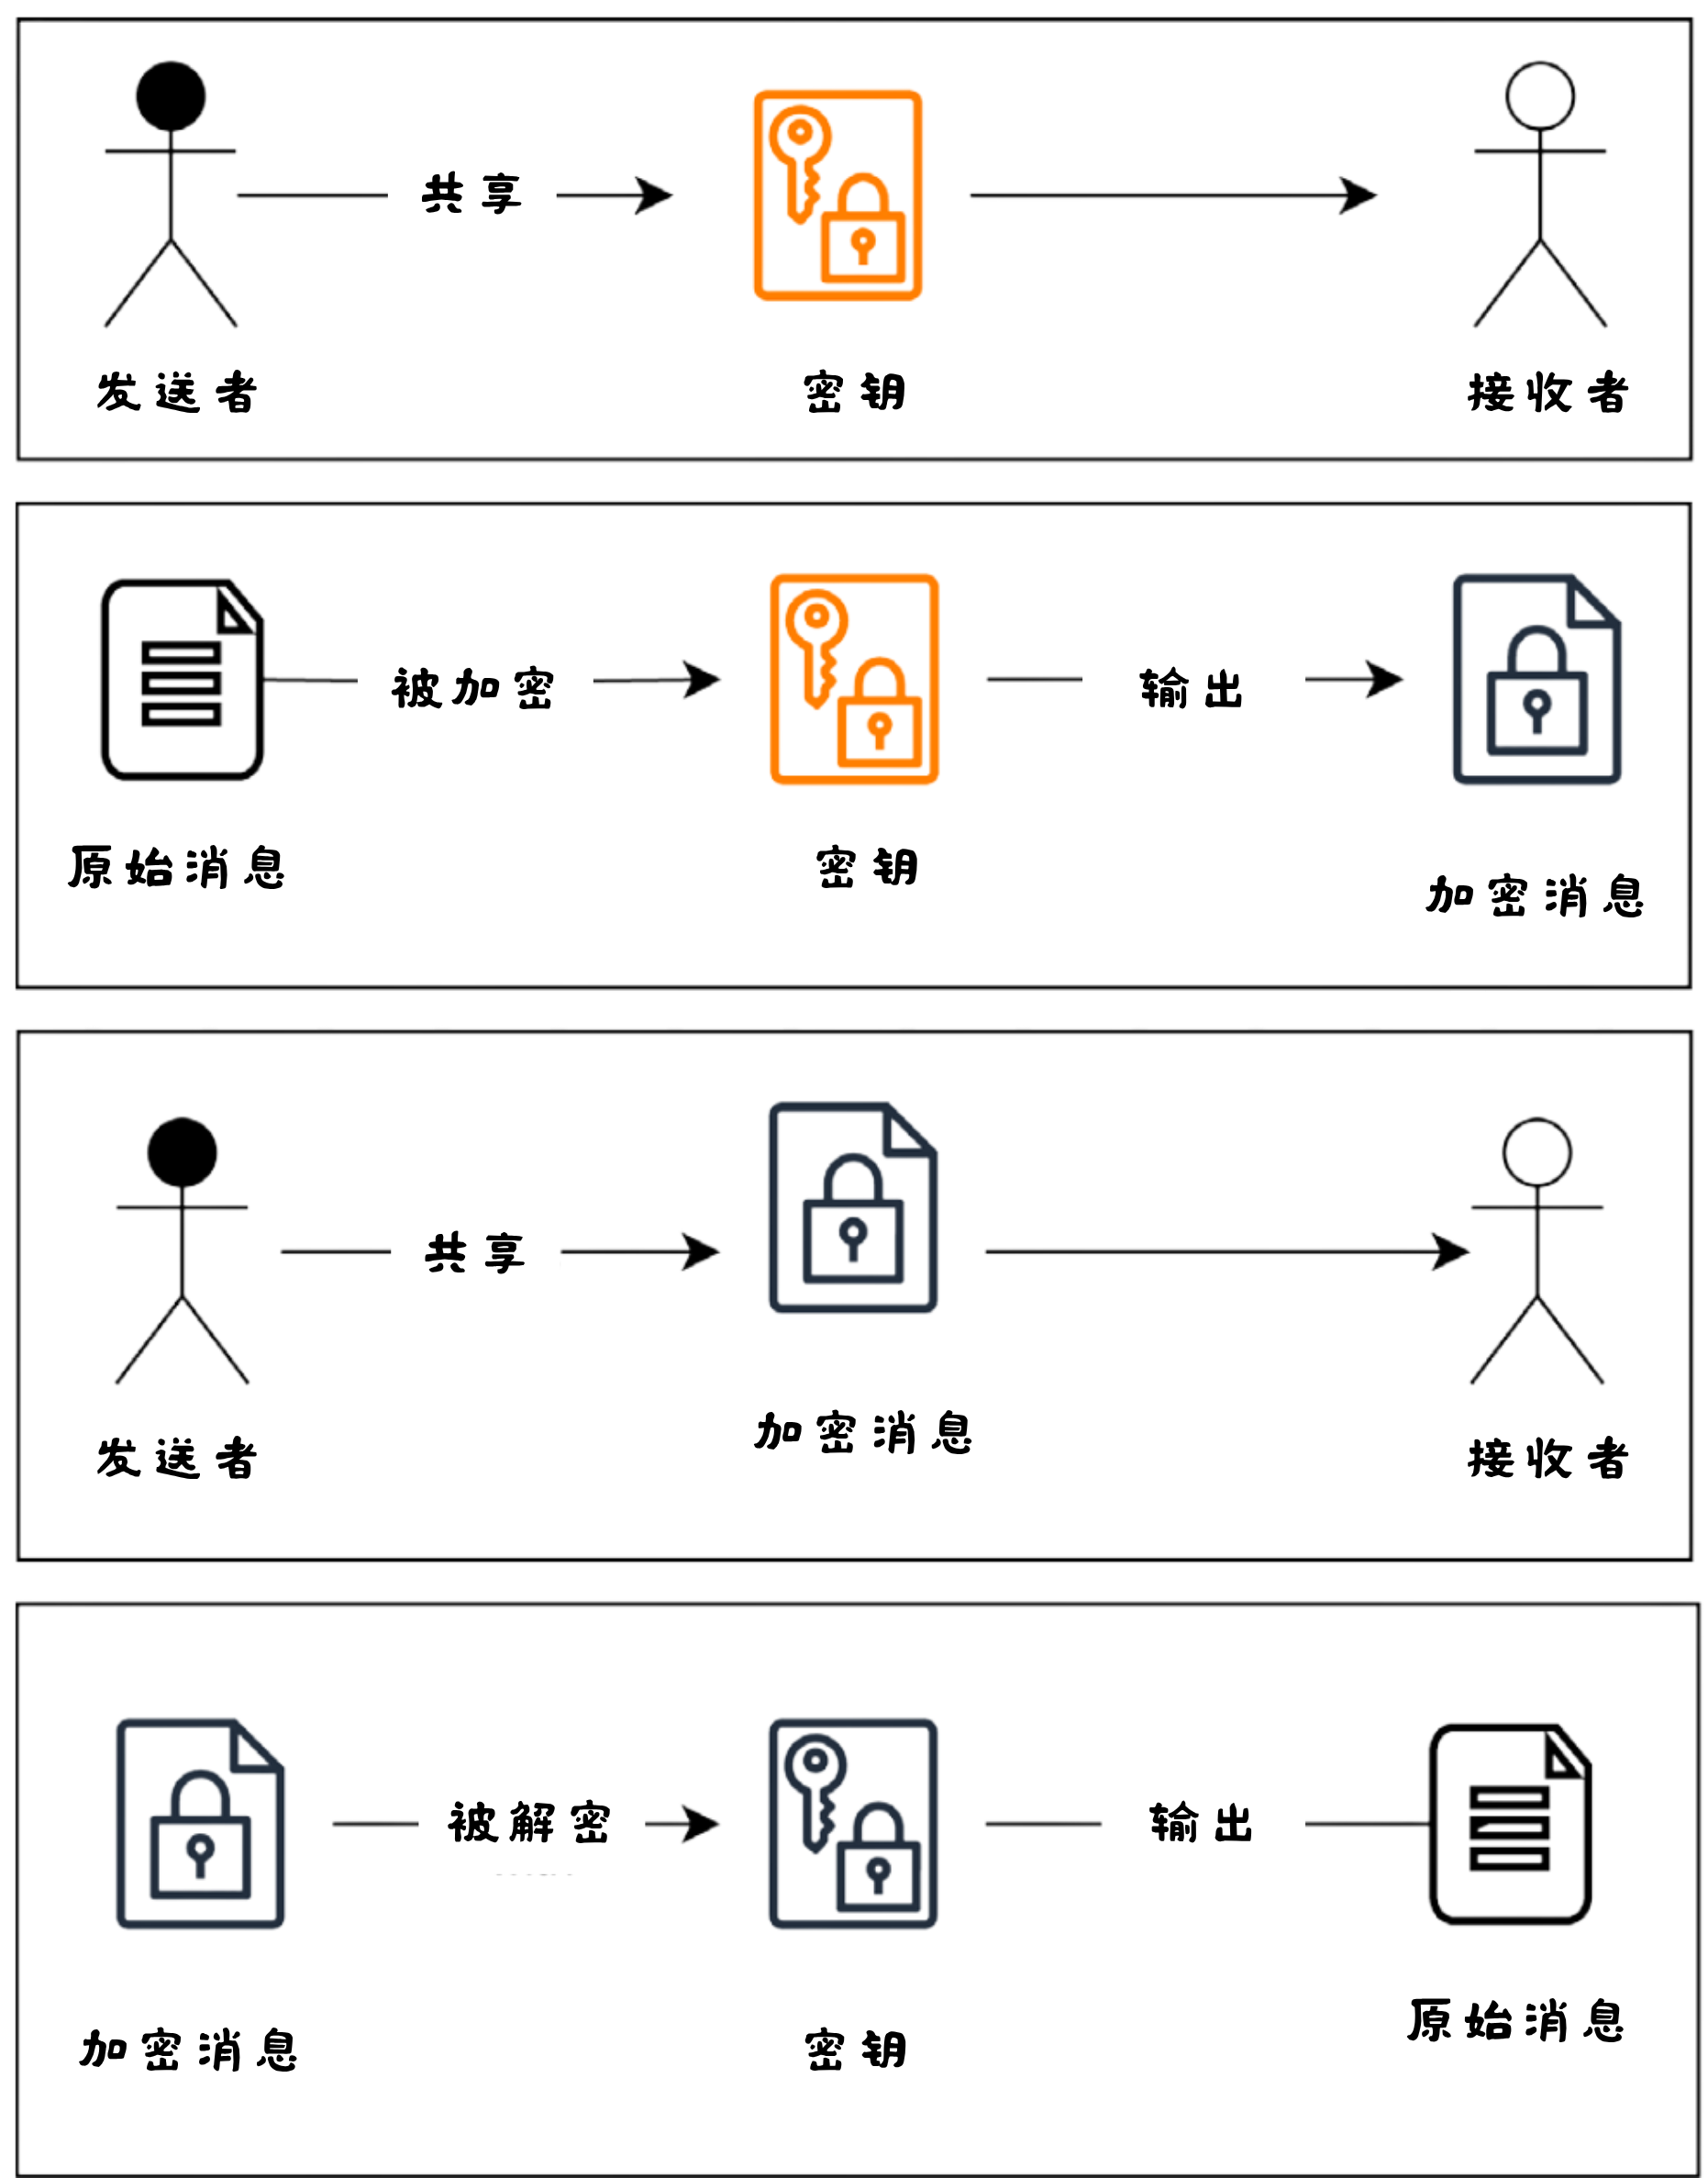 共享
发送者
密钥
接收者
被加密
输出
原始消息
密钥
加密消息
共享
发送者
加密消息
接收者
被解密
输出
加密消息
密钥
原始消息